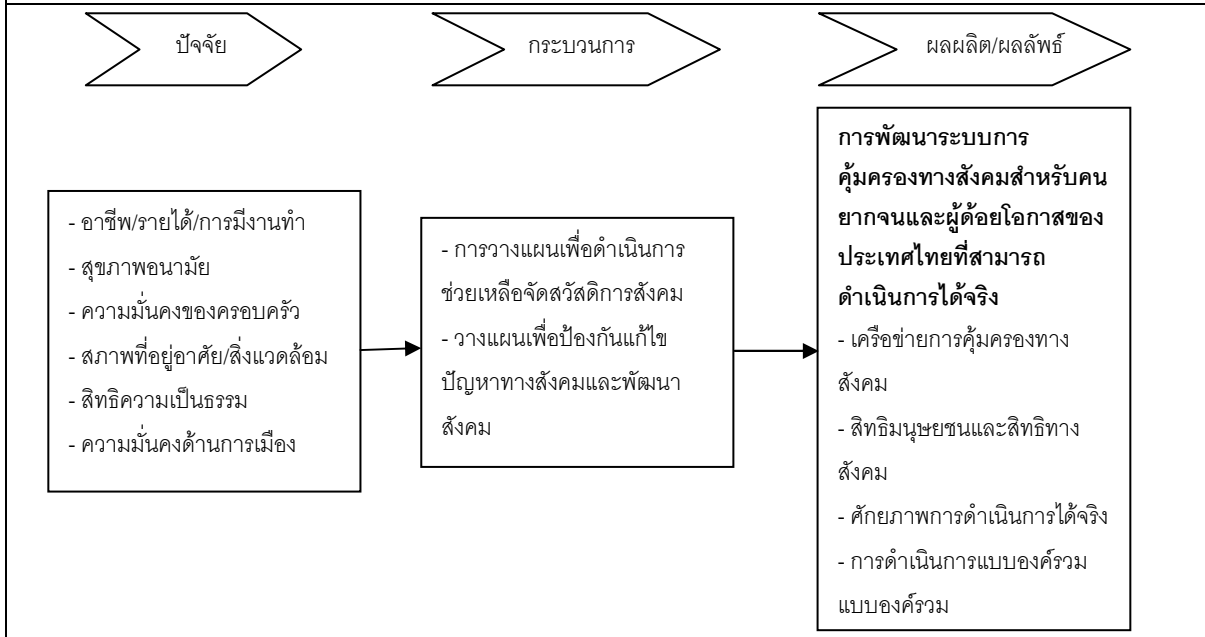 ปัจจัย
กระบวนการ
ผลผลิต/ผลลัพธ์
- อาชีพ/รายได้/การมีงานทำ
- สุขภาพอนามัย
- ความมั่นคงของครอบครัว
- สภาพที่อยู่อาศัย/สิ่งแวดล้อม
- สิทธิความเป็นธรรม
- ความมั่นคงด้านการเมือง
- การวางแผนเพื่อดำเนินการ
ช่วยเหลือจัดสวัสดิการสังคม
- วางแผนเพื่อป้องกันแก้ไข
ปัญหาทางสังคมและพัฒนา
สังคม
การพัฒนาระบบการ
คุ้มครองทางสังคมสำหรับคน
ยากจนและผู้ด้อยโอกาสของ
ประเทศไทยที่สามารถ
ดำเนินการได้จริง
- เครือข่ายการคุ้มครองทาง
สังคม
- สิทธิมนุษยชนและสิทธิทาง
สังคม
- ศักยภาพการดำเนินการได้จริง
- การดำเนินการแบบองค์รวม
แบบองค์รวม